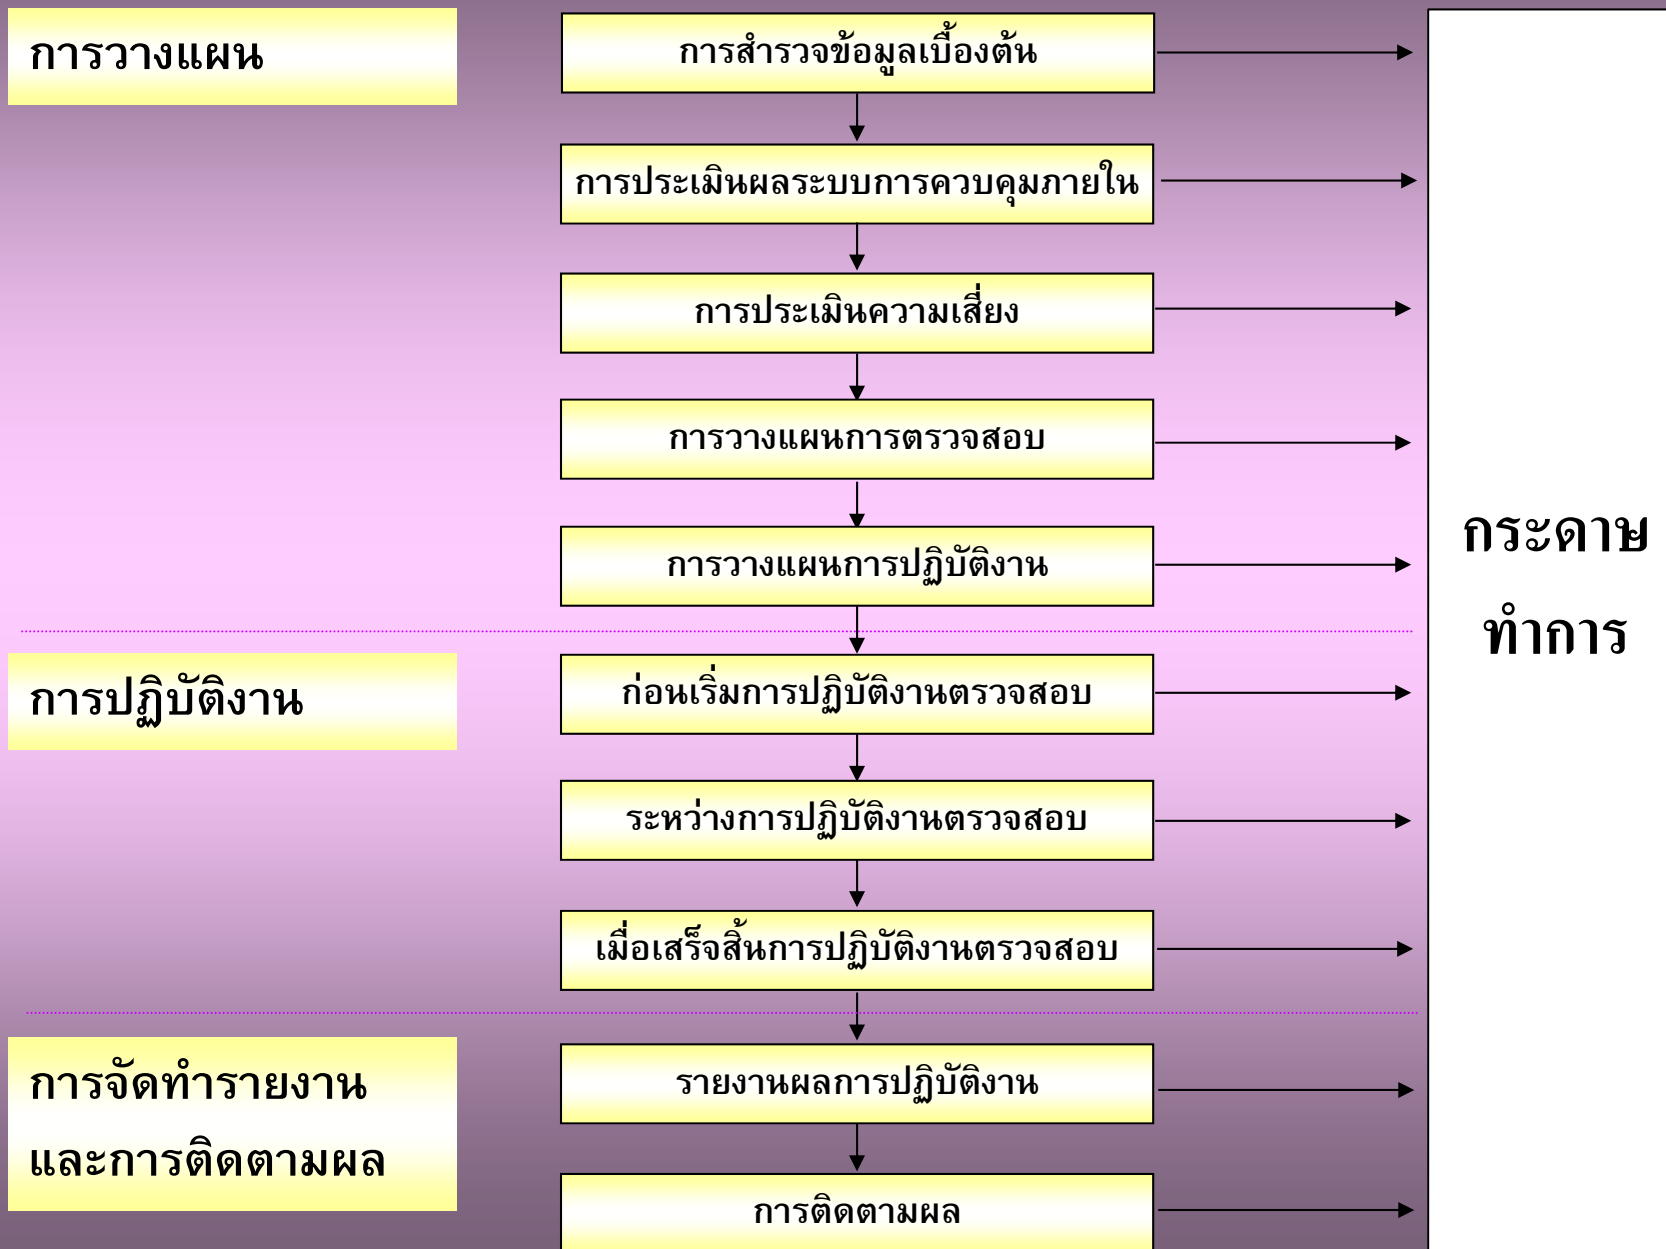 การวางแผน
การสำรวจข้อมูลเบื้องต้น
การประเมินผลระบบการควบคุมภายใน
การประเมินความเสี่ยง
การวางแผนการตรวจสอบ
การวางแผนการปฏิบัติงาน
การปฏิบัติงาน
ก่อนเริ่มการปฏิบัติงานตรวจสอบ
ระหว่างการปฏิบัติงานตรวจสอบ
เมื่อเสร็จสิ้นการปฏิบัติงานตรวจสอบ
การจัดทำรายงาน
และการติดตามผล
รายงานผลการปฏิบัติงาน
การติดตามผล
กระดาษ
ทำการ